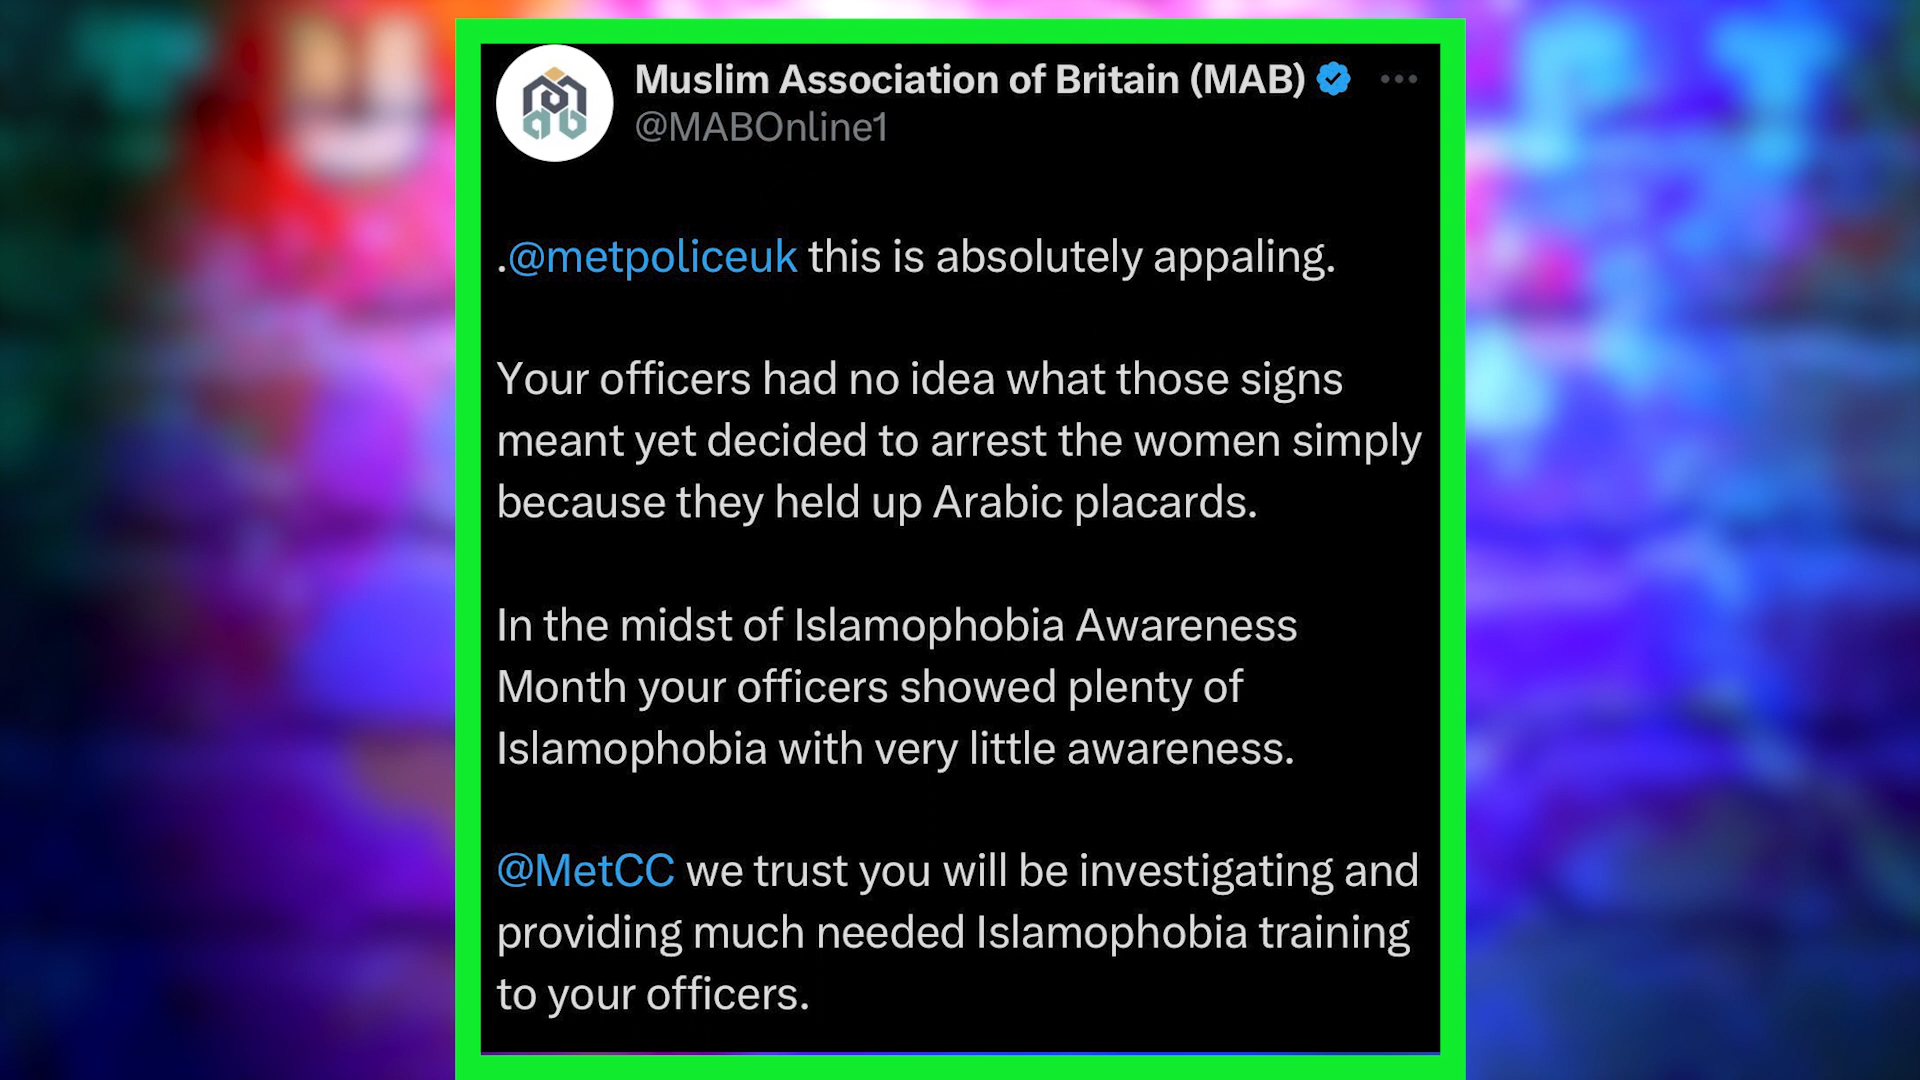 Muslim Association of Britain (MAB)
@MABOnline1
.@metpoliceuk this is absolutely appaling.
Your officers had no idea what those signs
meant yet decided to arrest the women simply
because they held up Arabic placards.
In the midst of Islamophobia Awareness
Month your officers showed plenty of
Islamophobia with very little awareness.
@MetCC we trust you will be investigating and
providing much needed Islamophobia training
to your officers.